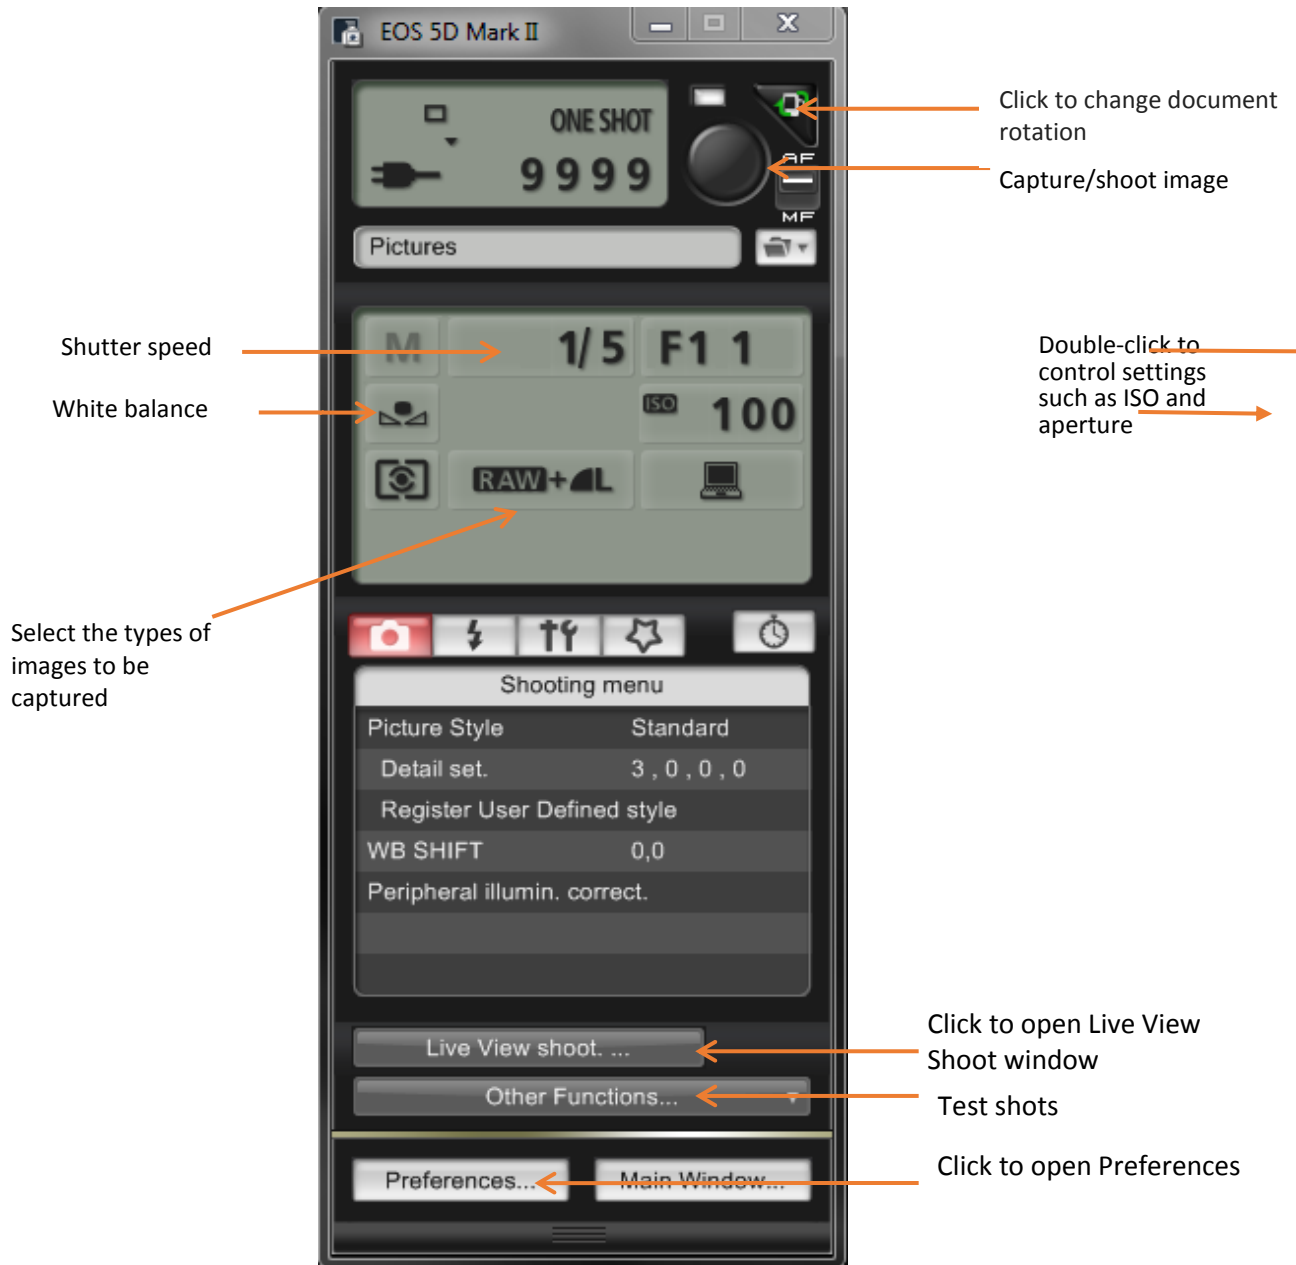 EOS 5D Mark II
ONE SHOT
9999
AF
MF
Click to change document
rotation
Capture/shoot image
Pictures
M 1/5 F11
ISO 100
RAW+L
Shutter speed
White balance
Double-click to
control settings
such as ISO and
aperture
Select the types of
images to be
captured
Shooting menu
Picture Style Standard
Detail set. 3 , 0 , 0 , 0
Register User Defined style
WB SHIFT 0,0
Peripheral illumin. correct.
Live View shoot. ...
Click to open Live View
Shoot window
Other Functions...
Test shots
Preferences... Main Window...
Click to open Preferences